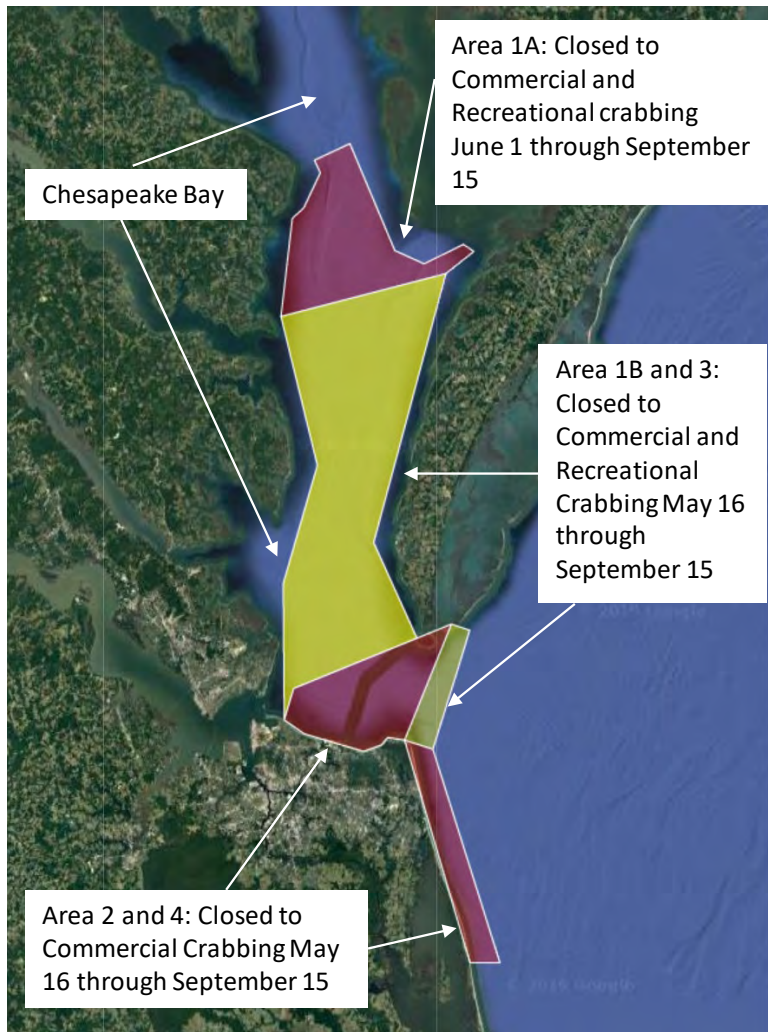 Area 1A: Closed to
Commercial and
Recreational crabbing
June 1 through September
15
Chesapeake Bay
Area 1B and 3:
Closed to
Commercial and
Recreational
Crabbing May 16
through
September 15
Area 2 and 4: Closed to
Commercial Crabbing May
16 through September 15
Google
© Google